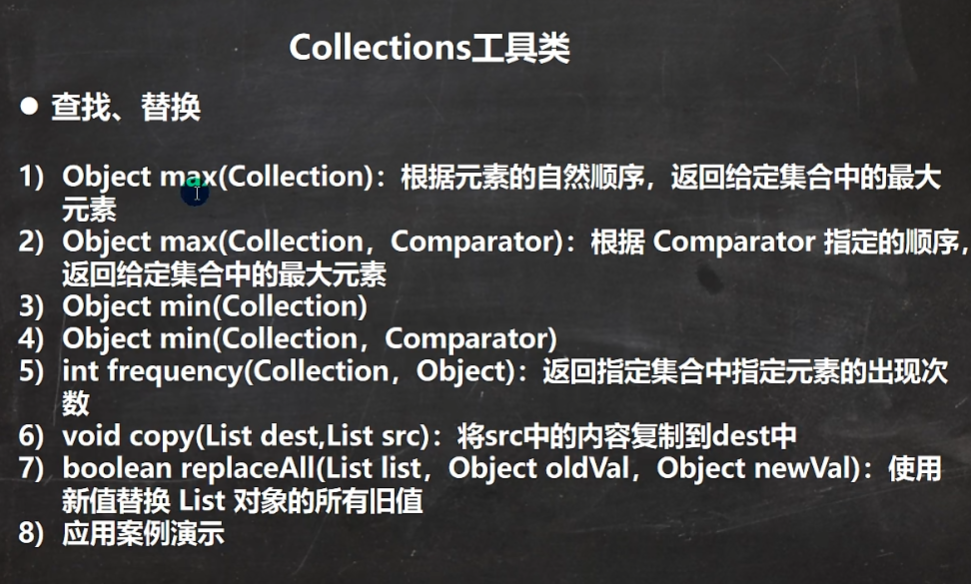 Collections工具类
● 查找、替换
1) Object max(Collection)：根据元素的自然顺序，返回给定集合中的最大
元素
2) Object max(Collection，Comparator)：根据 Comparator 指定的顺序，
返回给定集合中的最大元素
3) Object min(Collection)
4) Object min(Collection，Comparator)
5) int frequency(Collection，Object)：返回指定集合中指定元素的出现次
数
6) void copy(List dest,List src)：将src中的内容复制到dest中
7) boolean replaceAll(List list，Object oldVal，Object newVal)：使用
新值替换 List 对象的所有旧值
8) 应用案例演示